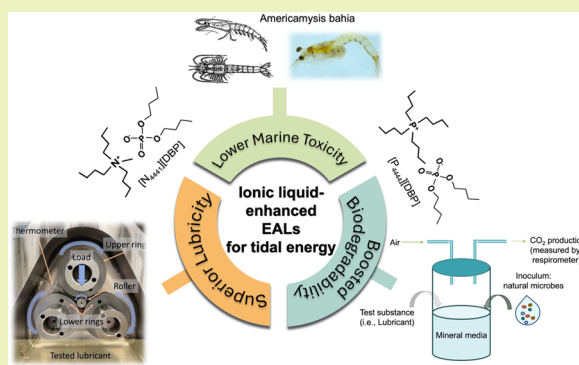 Americamysis bahia
O
O
P
O⁻
O
N⁺
[N₄₄₄₁][DBP]
P⁺
O
O
P
O⁻
O
[P₄₄₄₄][DBP]
Lower Marine Toxicity
Superior Lubricity
Boosted
Biodegradability
Ionic liquid-
enhanced
EALs
for tidal energy
Thermometer
Upper ring
Load
Roller
Lower rings
Tested lubricant
Air
CO₂ production
(measured by
respirometer)
Inoculum:
natural microbes
Test substance
(i.e., Lubricant)
Mineral media